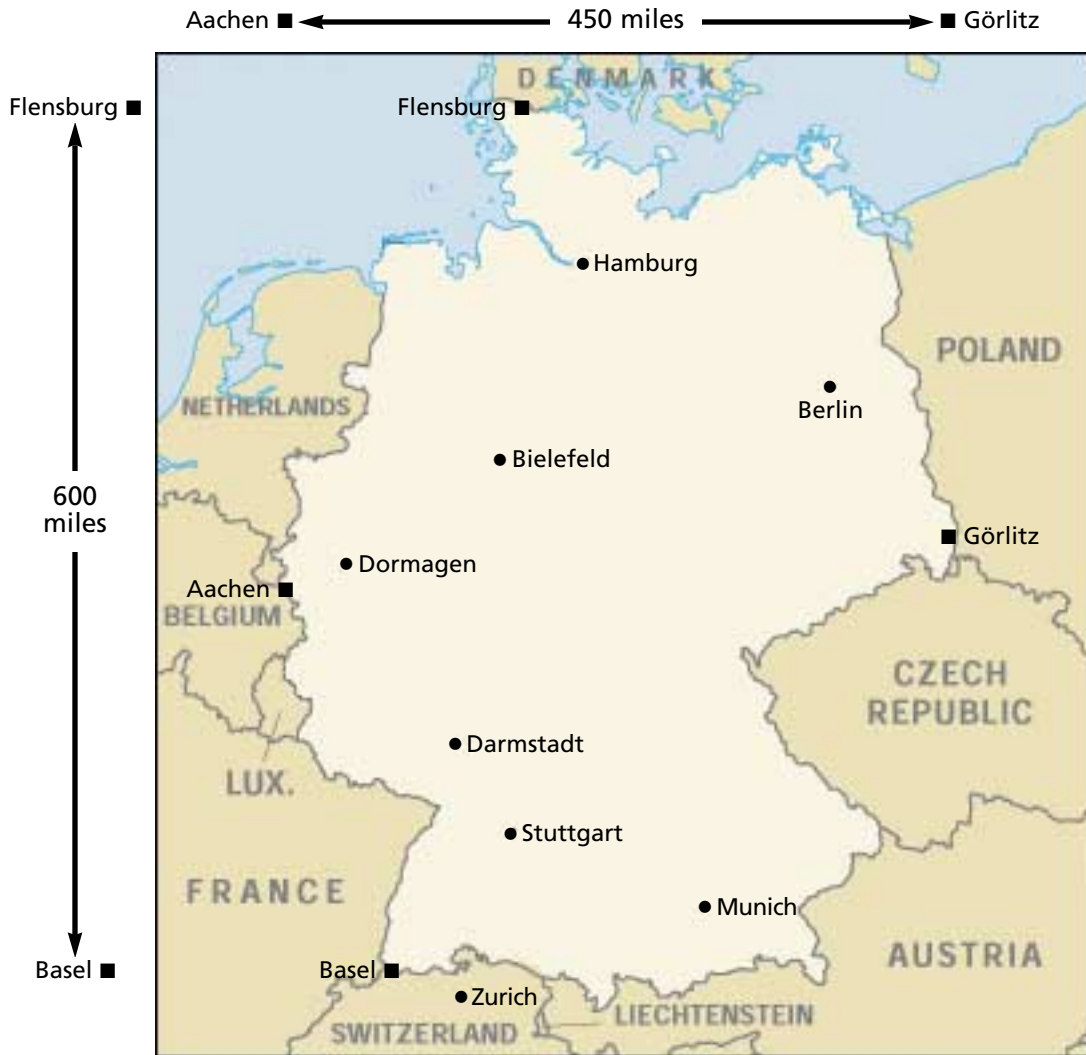 Aachen
450 miles
Görlitz
DENMARK
Flensburg
Flensburg
Hamburg
POLAND
NETHERLANDS
Berlin
Bielefeld
600
miles
Görlitz
Dormagen
Aachen
BELGIUM
CZECH
REPUBLIC
Darmstadt
LUX.
Stuttgart
FRANCE
Munich
AUSTRIA
Basel
Basel
Zurich
LIECHTENSTEIN
SWITZERLAND